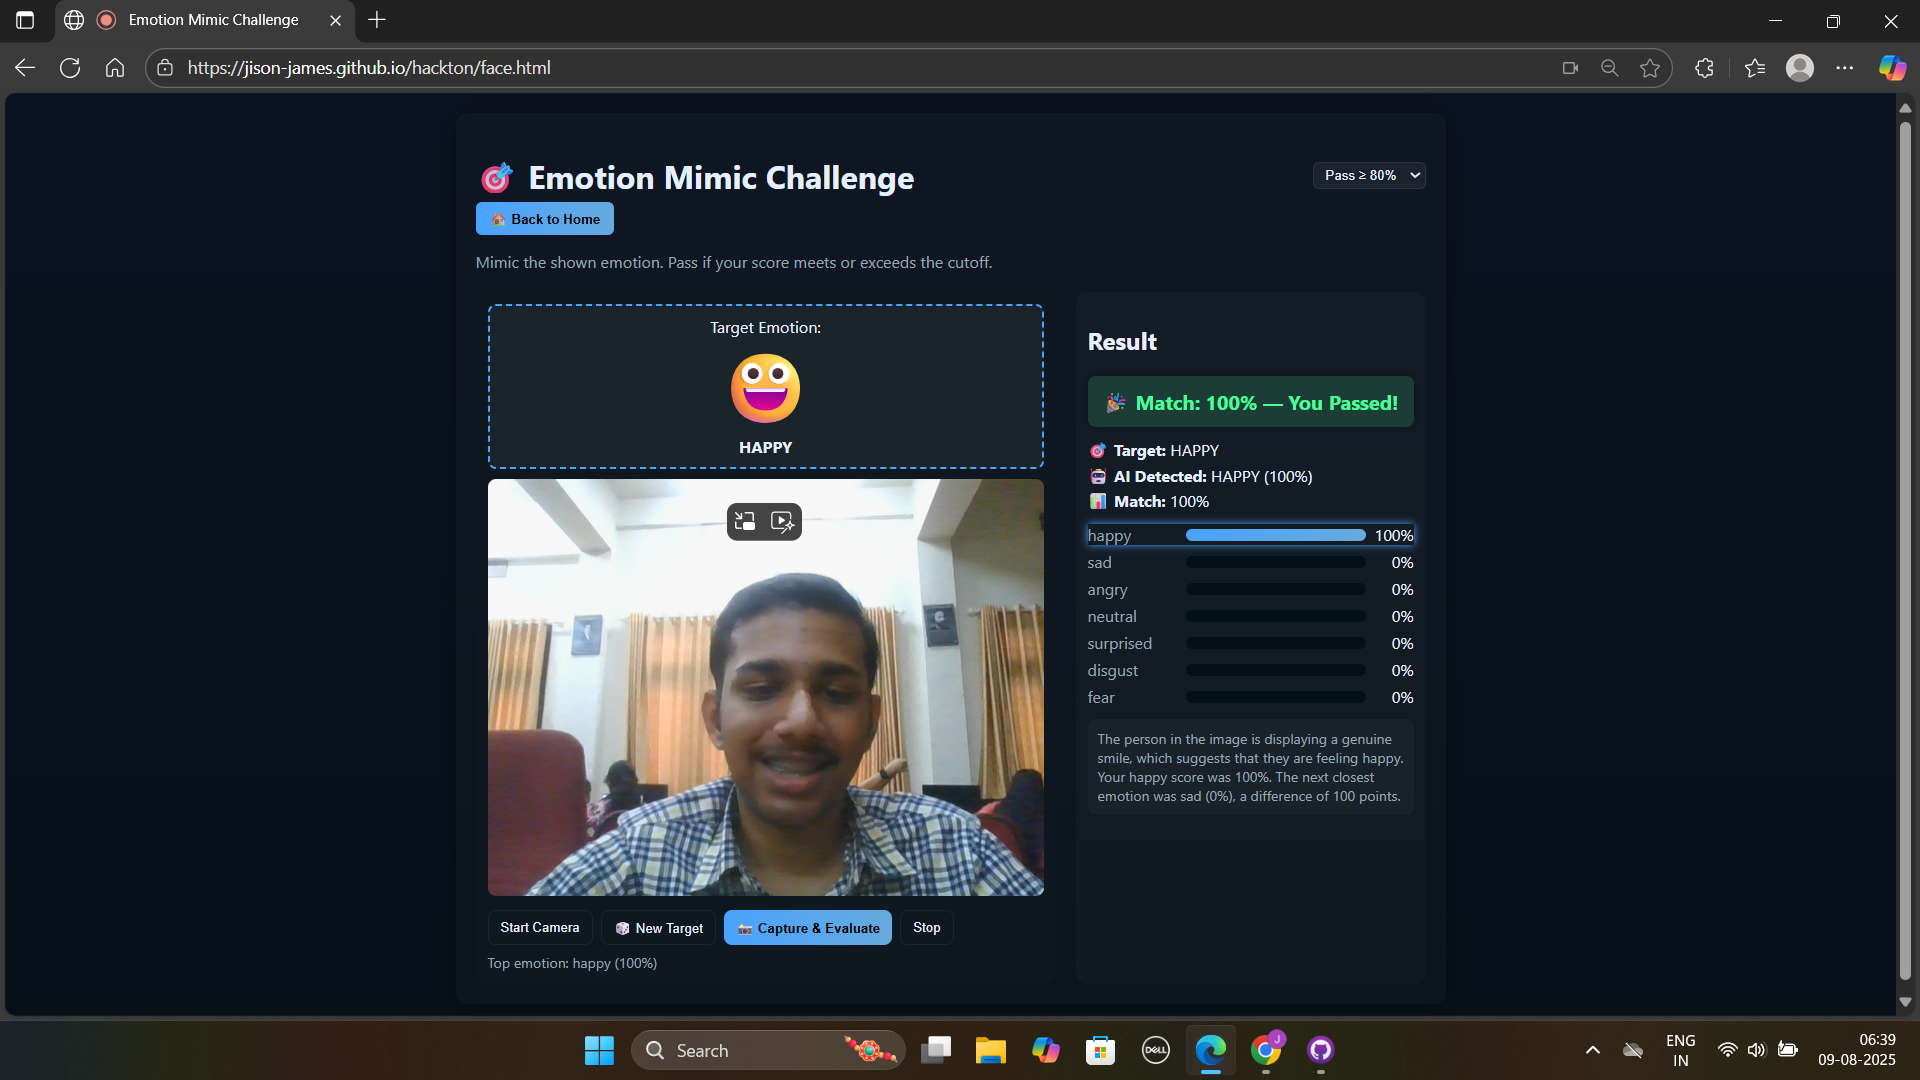 Emotion Mimic Challenge
https://jison-james.github.io/hackton/face.html
🎯 Emotion Mimic Challenge
Pass ≥ 80%
🏠 Back to Home
Mimic the shown emotion. Pass if your score meets or exceeds the cutoff.
Target Emotion:
HAPPY
Start Camera
🎲 New Target
📷 Capture & Evaluate
Stop
Top emotion: happy (100%)
Result
🎉 Match: 100% — You Passed!
🎯 Target: HAPPY
🤖 AI Detected: HAPPY (100%)
📊 Match: 100%
happy 100%
sad 0%
angry 0%
neutral 0%
surprised 0%
disgust 0%
fear 0%
The person in the image is displaying a genuine
smile, which suggests that they are feeling happy.
Your happy score was 100%. The next closest
emotion was sad (0%), a difference of 100 points.
Search
DELL
J
ENG
IN
06:39
09-08-2025